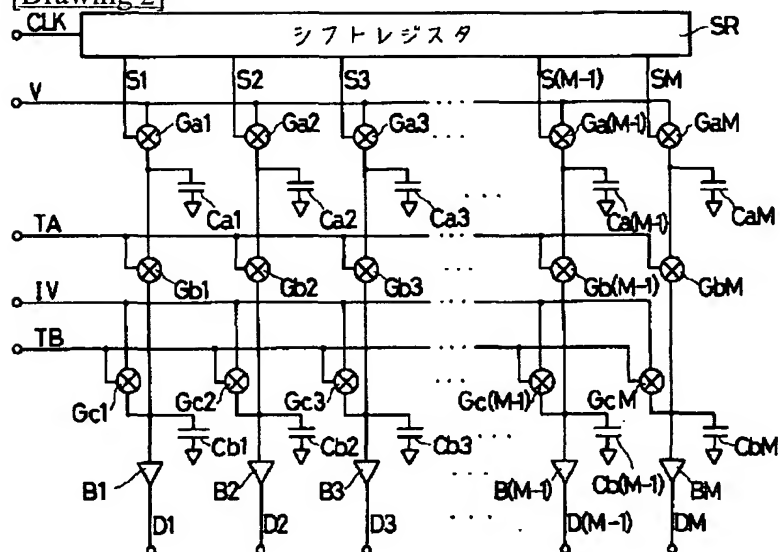 [Drawing 2]
CLK シフトレジスタ SR
S1 S2 S3 S(M-1) SM
V
Ga1 Ga2 Ga3 Ga(M-1) GaM
Ca1 Ca2 Ca3 Ca(M-1) CaM
TA
Gb1 Gb2 Gb3 Gb(M-1) GbM
IV
TB
Gc1 Gc2 Gc3 Gc(M-1) GcM
Cb1 Cb2 Cb3 Cb(M-1) CbM
B1 B2 B3 B(M-1) BM
D1 D2 D3 D(M-1) DM